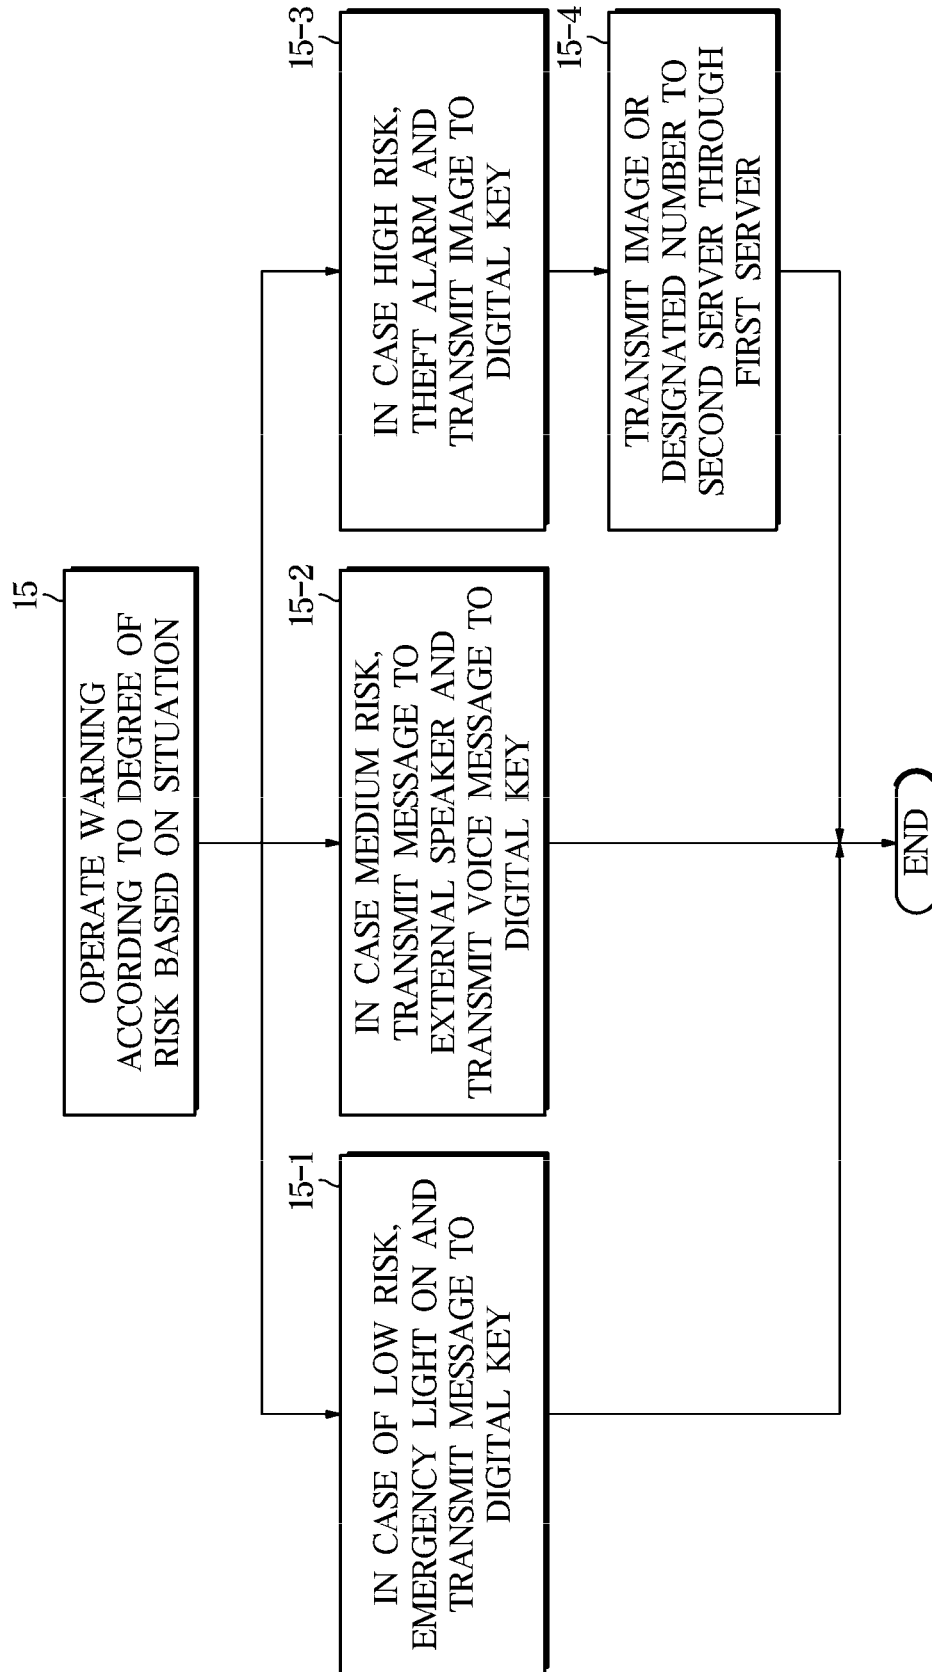 15
OPERATE WARNING
ACCORDING TO DEGREE OF
RISK BASED ON SITUATION
15-1
IN CASE OF LOW RISK,
EMERGENCY LIGHT ON AND
TRANSMIT MESSAGE TO
DIGITAL KEY
15-2
IN CASE MEDIUM RISK,
TRANSMIT MESSAGE TO
EXTERNAL SPEAKER AND
TRANSMIT VOICE MESSAGE TO
DIGITAL KEY
15-3
IN CASE HIGH RISK,
THEFT ALARM AND
TRANSMIT IMAGE TO
DIGITAL KEY
15-4
TRANSMIT IMAGE OR
DESIGNATED NUMBER TO
SECOND SERVER THROUGH
FIRST SERVER
END